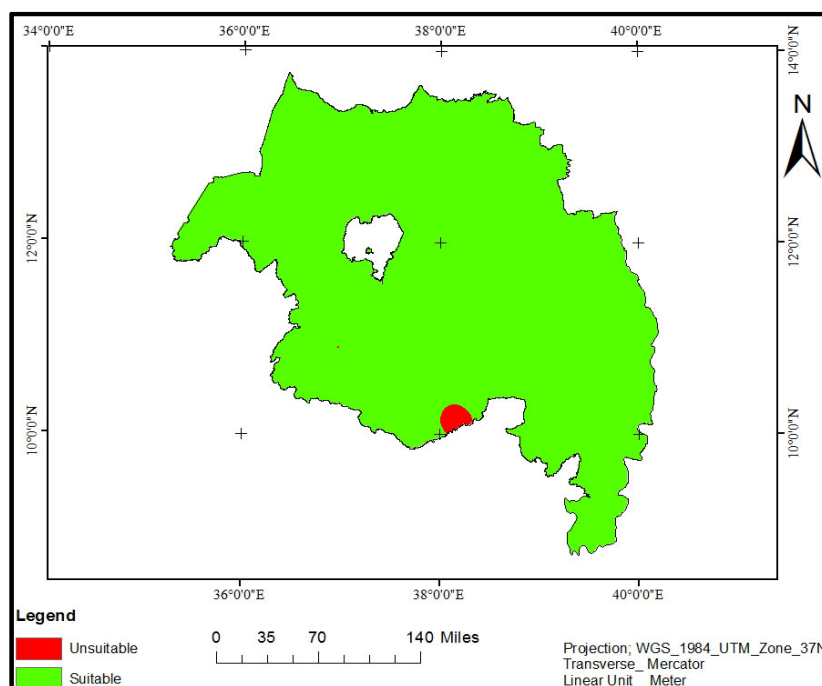 34°0'0"E 36°0'0"E 38°0'0"E 40°0'0"E
14°0'0"N
14°0'0"N
N
12°0'0"N
12°0'0"N
10°0'0"N
10°0'0"N
36°0'0"E 38°0'0"E 40°0'0"E
Legend
Unsuitable
Suitable
0 35 70 140 Miles
Projection; WGS_1984_UTM_Zone_37N
Transverse_ Mercator
Linear Unit Meter